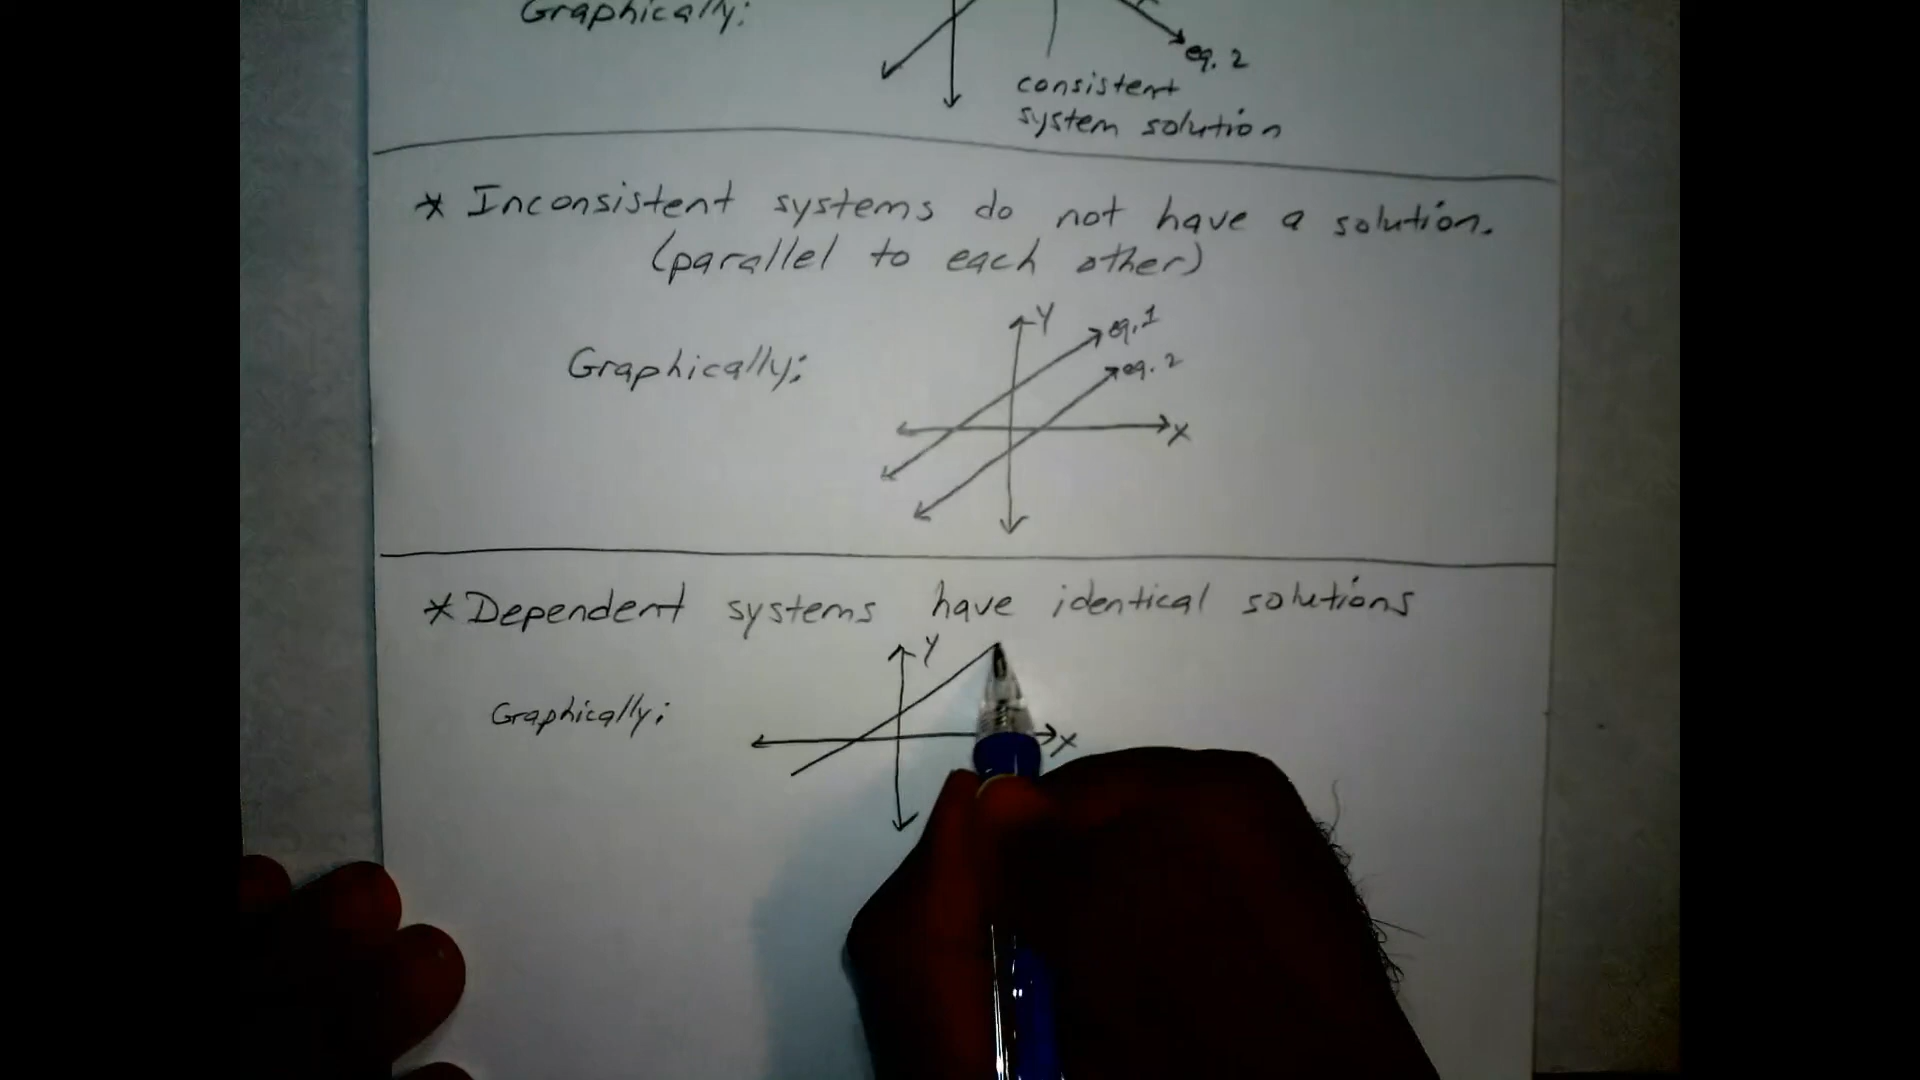 Graphically:
eq. 2
consistent
system solution
* Inconsistent systems do not have a solution.
(parallel to each other)
Y
eq. 1
eq. 2
Graphically:
X
* Dependent systems have identical solutions
Y
Graphically:
X